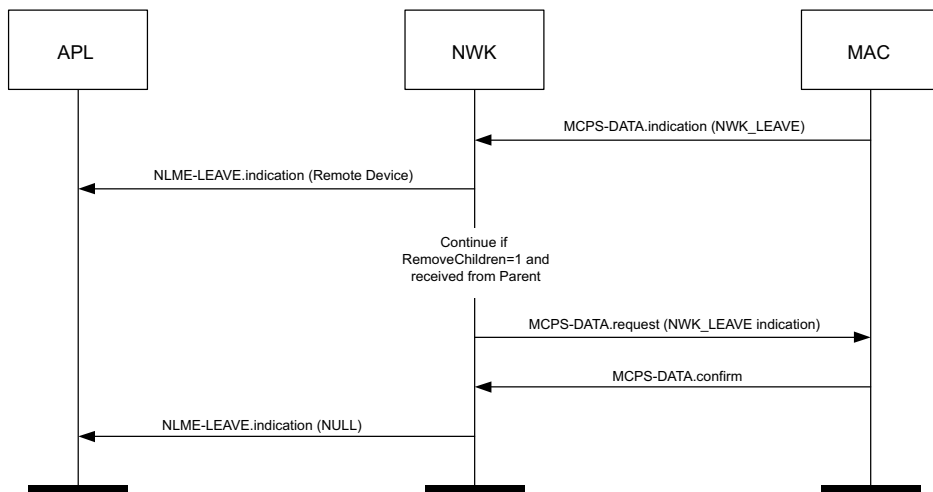 APL
NWK
MAC
MCPS-DATA.indication (NWK_LEAVE)
NLME-LEAVE.indication (Remote Device)
Continue if
RemoveChildren=1 and
received from Parent
MCPS-DATA.request (NWK_LEAVE indication)
MCPS-DATA.confirm
NLME-LEAVE.indication (NULL)